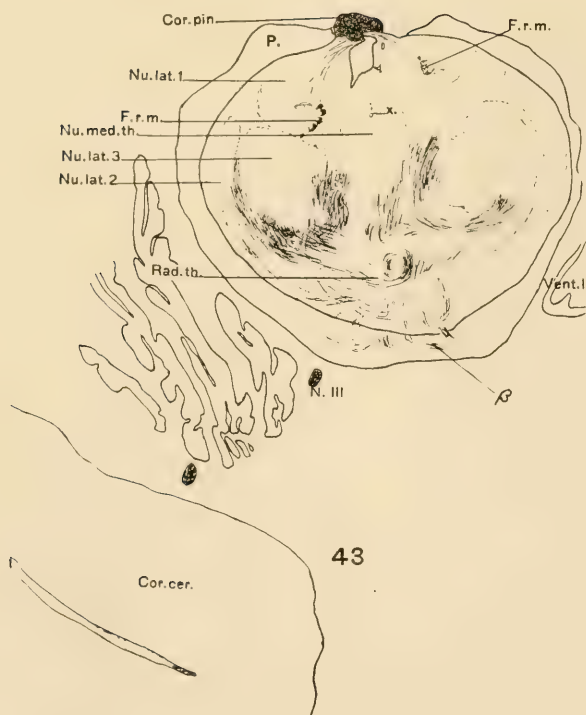 Cor.pin.
P.
F.r.m.
Nu.lat.1
F.r.m.
x.
Nu.med.th.
Nu.lat.3
Nu.lat.2
Rad.th.
Vent.l
β
N. III
43
Cor.cer.